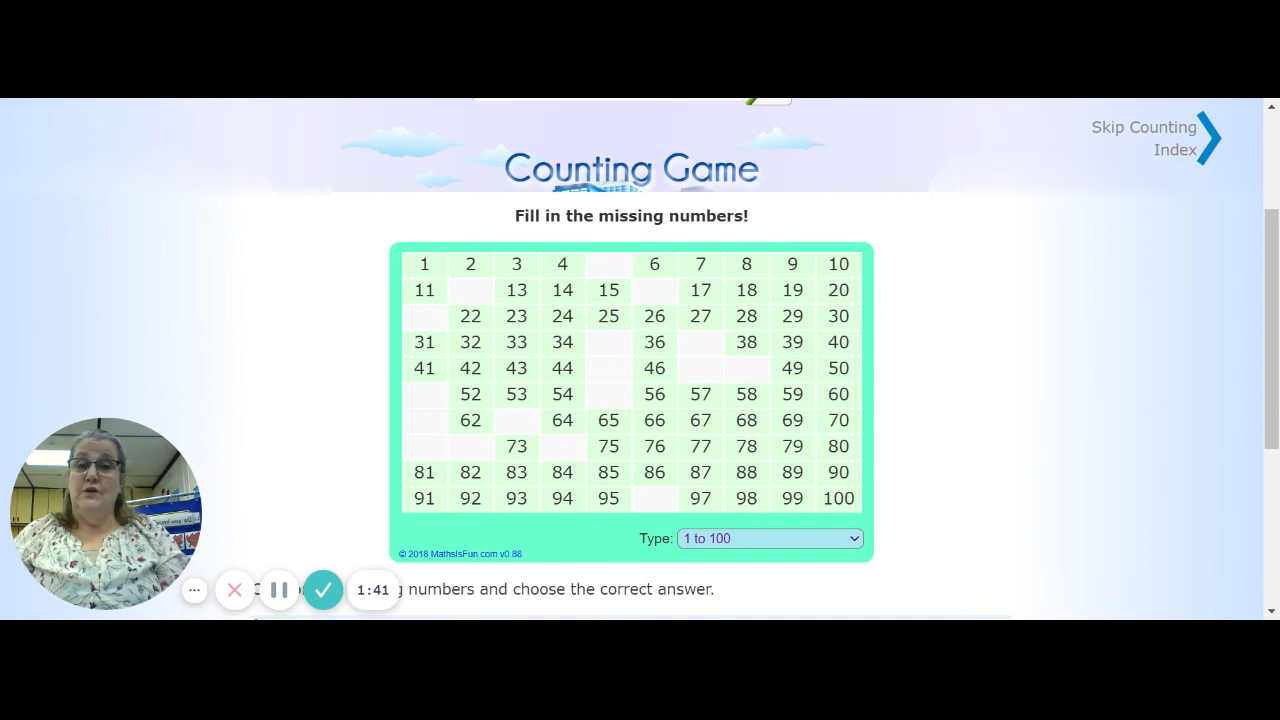 Skip Counting
Index
Counting Game
Fill in the missing numbers!
1 2 3 4 6 7 8 9 10
11 13 14 15 17 18 19 20
22 23 24 25 26 27 28 29 30
31 32 33 34 36 38 39 40
41 42 43 44 46 49 50
52 53 54 56 57 58 59 60
62 64 65 66 67 68 69 70
73 75 76 77 78 79 80
81 82 83 84 85 86 87 88 89 90
91 92 93 94 95 97 98 99 100
Type: 1 to 100
© 2018 MathsIsFun.com v0.88
1:41
numbers and choose the correct answer.